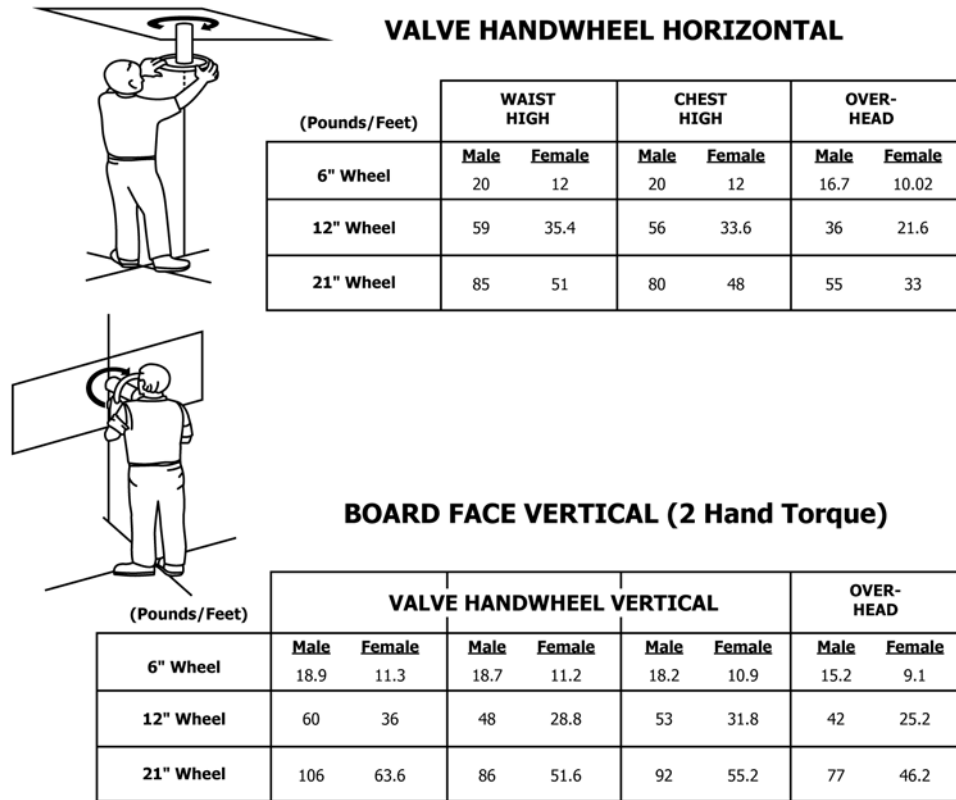 VALVE HANDWHEEL HORIZONTAL
(Pounds/Feet) WAIST HIGH CHEST HIGH OVER-HEAD
Male Female Male Female Male Female
6" Wheel 20 12 20 12 16.7 10.02
12" Wheel 59 35.4 56 33.6 36 21.6
21" Wheel 85 51 80 48 55 33
BOARD FACE VERTICAL (2 Hand Torque)
(Pounds/Feet) VALVE HANDWHEEL VERTICAL OVER-HEAD
Male Female Male Female Male Female Male Female
6" Wheel 18.9 11.3 18.7 11.2 18.2 10.9 15.2 9.1
12" Wheel 60 36 48 28.8 53 31.8 42 25.2
21" Wheel 106 63.6 86 51.6 92 55.2 77 46.2